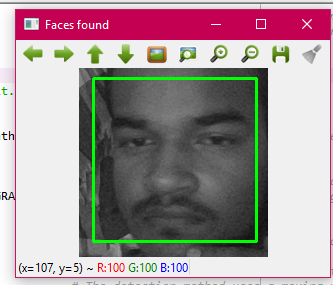 Faces found
(x=107, y=5) ~ R:100 G:100 B:100
# The detection method uses a moving